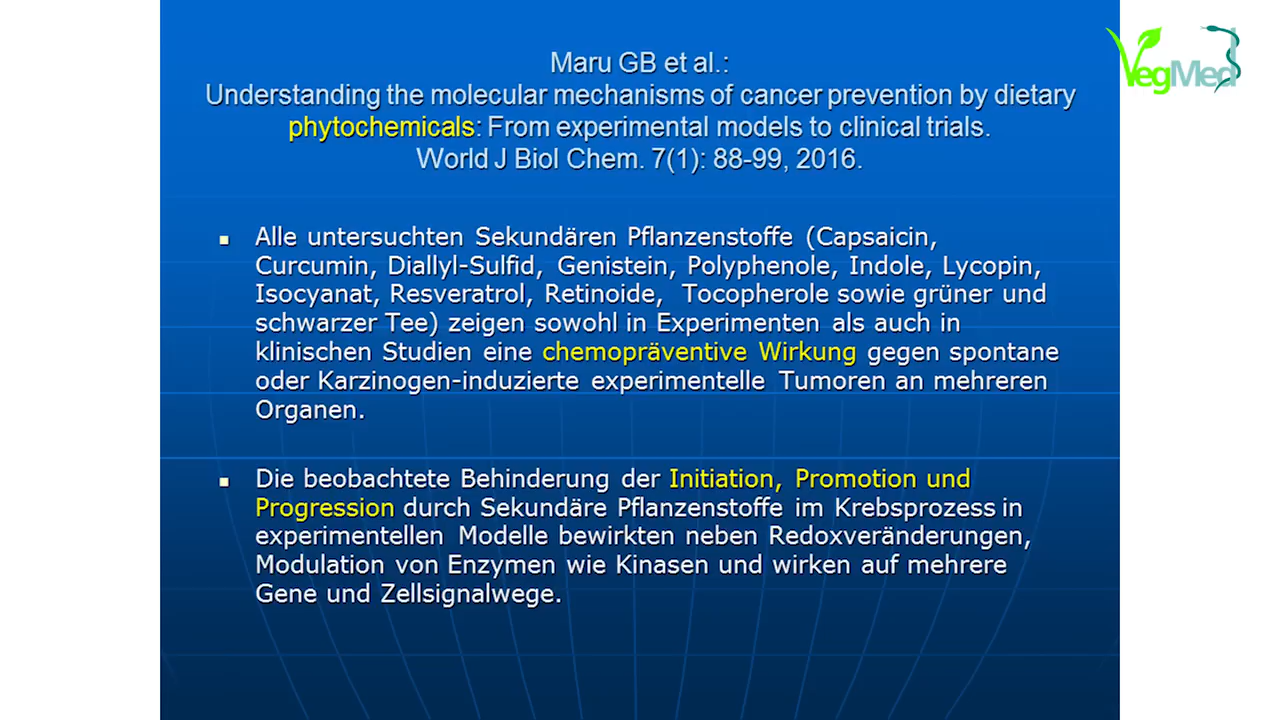 Maru GB et al.:
Understanding the molecular mechanisms of cancer prevention by dietary
phytochemicals: From experimental models to clinical trials.
World J Biol Chem. 7(1): 88-99, 2016.
VegMed
Alle untersuchten Sekundären Pflanzenstoffe (Capsaicin,
Curcumin, Diallyl-Sulfid, Genistein, Polyphenole, Indole, Lycopin,
Isocyanat, Resveratrol, Retinoide, Tocopherole sowie grüner und
schwarzer Tee) zeigen sowohl in Experimenten als auch in
klinischen Studien eine chemopräventive Wirkung gegen spontane
oder Karzinogen-induzierte experimentelle Tumoren an mehreren
Organen.
Die beobachtete Behinderung der Initiation, Promotion und
Progression durch Sekundäre Pflanzenstoffe im Krebsprozess in
experimentellen Modelle bewirkten neben Redoxveränderungen,
Modulation von Enzymen wie Kinasen und wirken auf mehrere
Gene und Zellsignalwege.